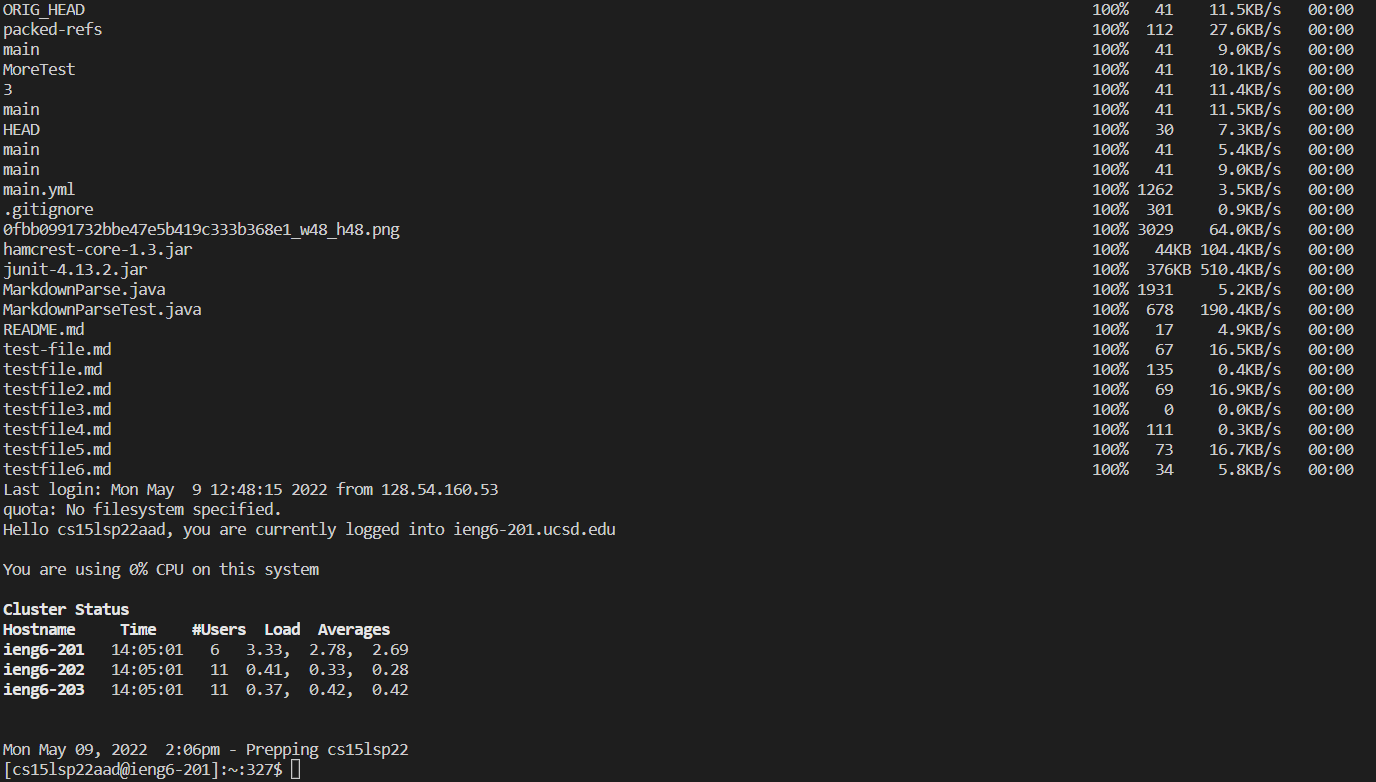 ORIG_HEAD 100% 41 11.5KB/s 00:00
packed-refs 100% 112 27.6KB/s 00:00
main 100% 41 9.0KB/s 00:00
MoreTest 100% 41 10.1KB/s 00:00
3 100% 41 11.4KB/s 00:00
main 100% 41 11.5KB/s 00:00
HEAD 100% 30 7.3KB/s 00:00
main 100% 41 5.4KB/s 00:00
main 100% 41 9.0KB/s 00:00
main.yml 100% 1262 3.5KB/s 00:00
.gitignore 100% 301 0.9KB/s 00:00
0fbb0991732bbe47e5b419c333b368e1_w48_h48.png 100% 3029 64.0KB/s 00:00
hamcrest-core-1.3.jar 100% 44KB 104.4KB/s 00:00
junit-4.13.2.jar 100% 376KB 510.4KB/s 00:00
MarkdownParse.java 100% 1931 5.2KB/s 00:00
MarkdownParseTest.java 100% 678 190.4KB/s 00:00
README.md 100% 17 4.9KB/s 00:00
test-file.md 100% 67 16.5KB/s 00:00
testfile.md 100% 135 0.4KB/s 00:00
testfile2.md 100% 69 16.9KB/s 00:00
testfile3.md 100% 0 0.0KB/s 00:00
testfile4.md 100% 111 0.3KB/s 00:00
testfile5.md 100% 73 16.7KB/s 00:00
testfile6.md 100% 34 5.8KB/s 00:00
Last login: Mon May  9 12:48:15 2022 from 128.54.160.53
quota: No filesystem specified.
Hello cs15lsp22aad, you are currently logged into ieng6-201.ucsd.edu
You are using 0% CPU on this system
Cluster Status
Hostname Time #Users Load Averages
ieng6-201 14:05:01 6 3.33, 2.78, 2.69
ieng6-202 14:05:01 11 0.41, 0.33, 0.28
ieng6-203 14:05:01 11 0.37, 0.42, 0.42
Mon May 09, 2022  2:06pm - Prepping cs15lsp22
[cs15lsp22aad@ieng6-201]:~:327$